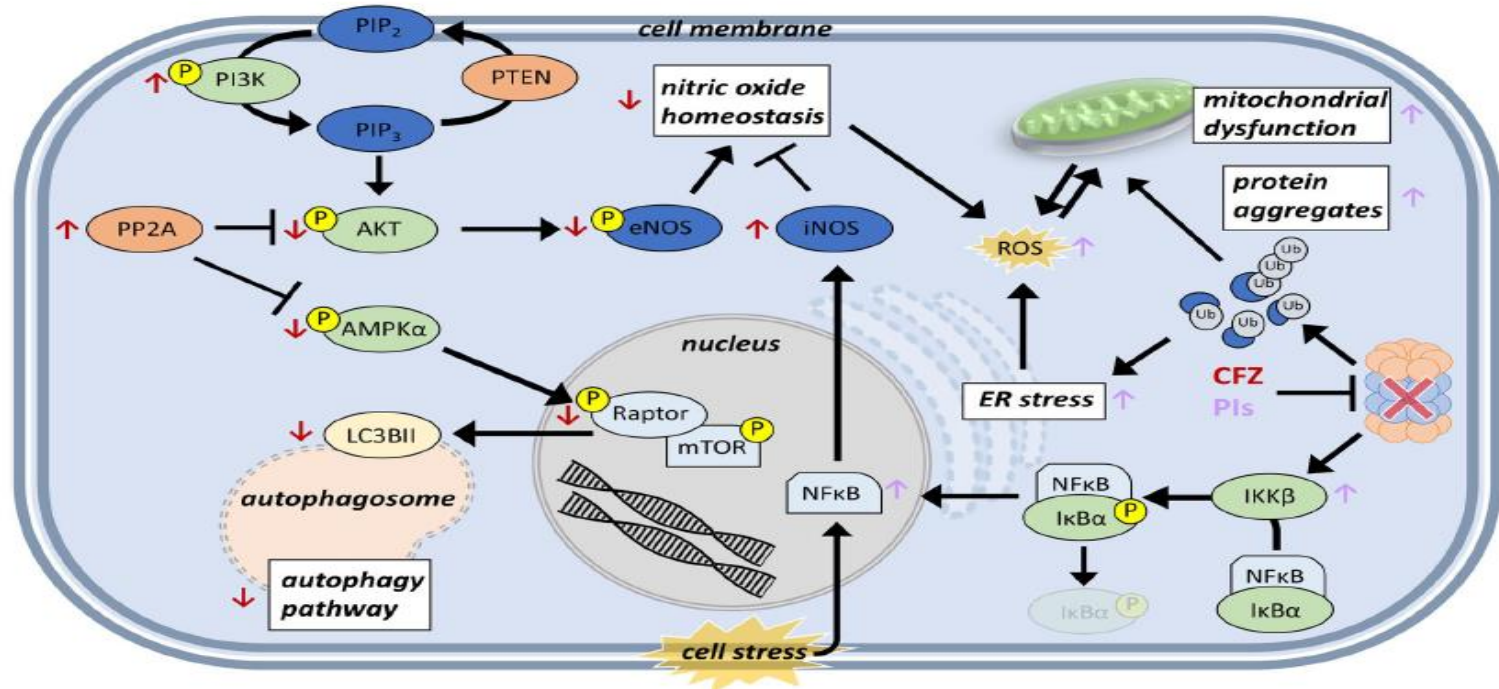 PIP2
cell membrane
P
PI3K
PTEN
nitric oxide
homeostasis
mitochondrial
dysfunction
PIP3
protein
aggregates
PP2A
P
AKT
P
eNOS
iNOS
ROS
Ub
Ub
Ub
Ub
Ub
Ub
P
AMPKα
nucleus
CFZ
PIs
ER stress
P
Raptor
P
mTOR
LC3BII
autophagosome
NFκB
NFκB
IκBα
P
IKKβ
autophagy
pathway
NFκB
IκBα
IκBα
P
cell stress